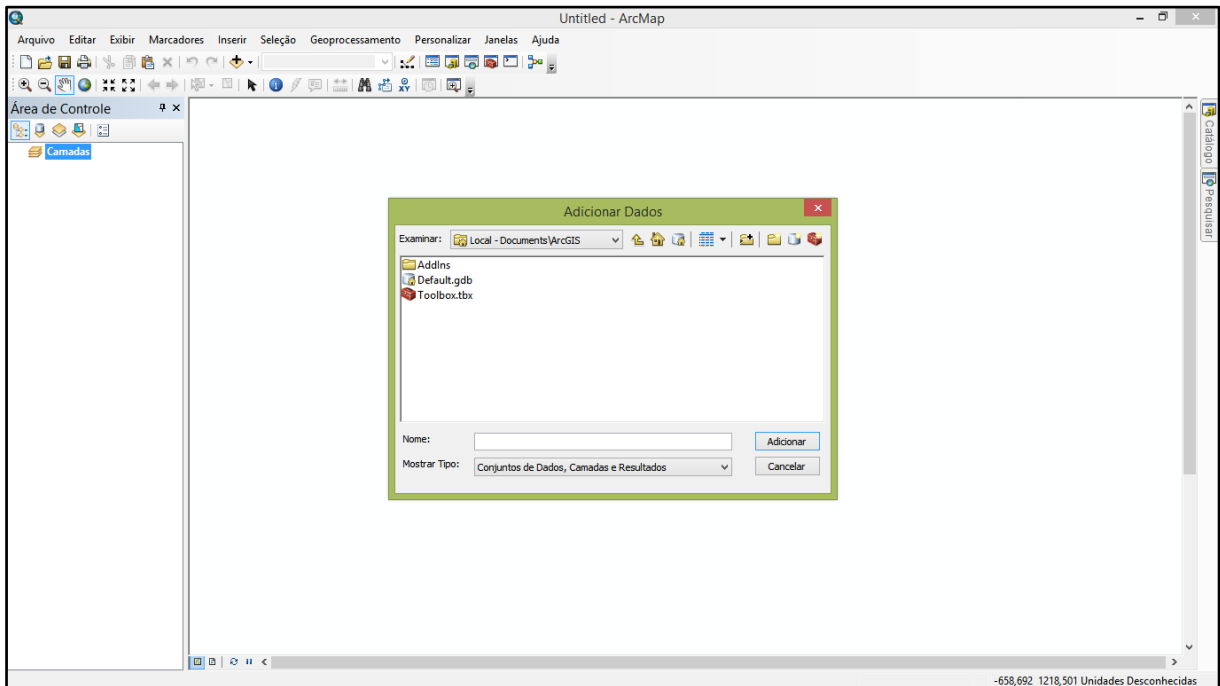 Untitled - ArcMap
Arquivo Editar Exibir Marcadores Inserir Seleção Geoprocessamento Personalizar Janelas Ajuda
Área de Controle
Camadas
Adicionar Dados
Examinar: Local - Documents\ArcGIS
AddIns
Default.gdb
Toolbox.tbx
Nome:
Adicionar
Mostrar Tipo: Conjuntos de Dados, Camadas e Resultados
Cancelar
Catálogo
Pesquisar
-658,692 1218,501 Unidades Desconhecidas